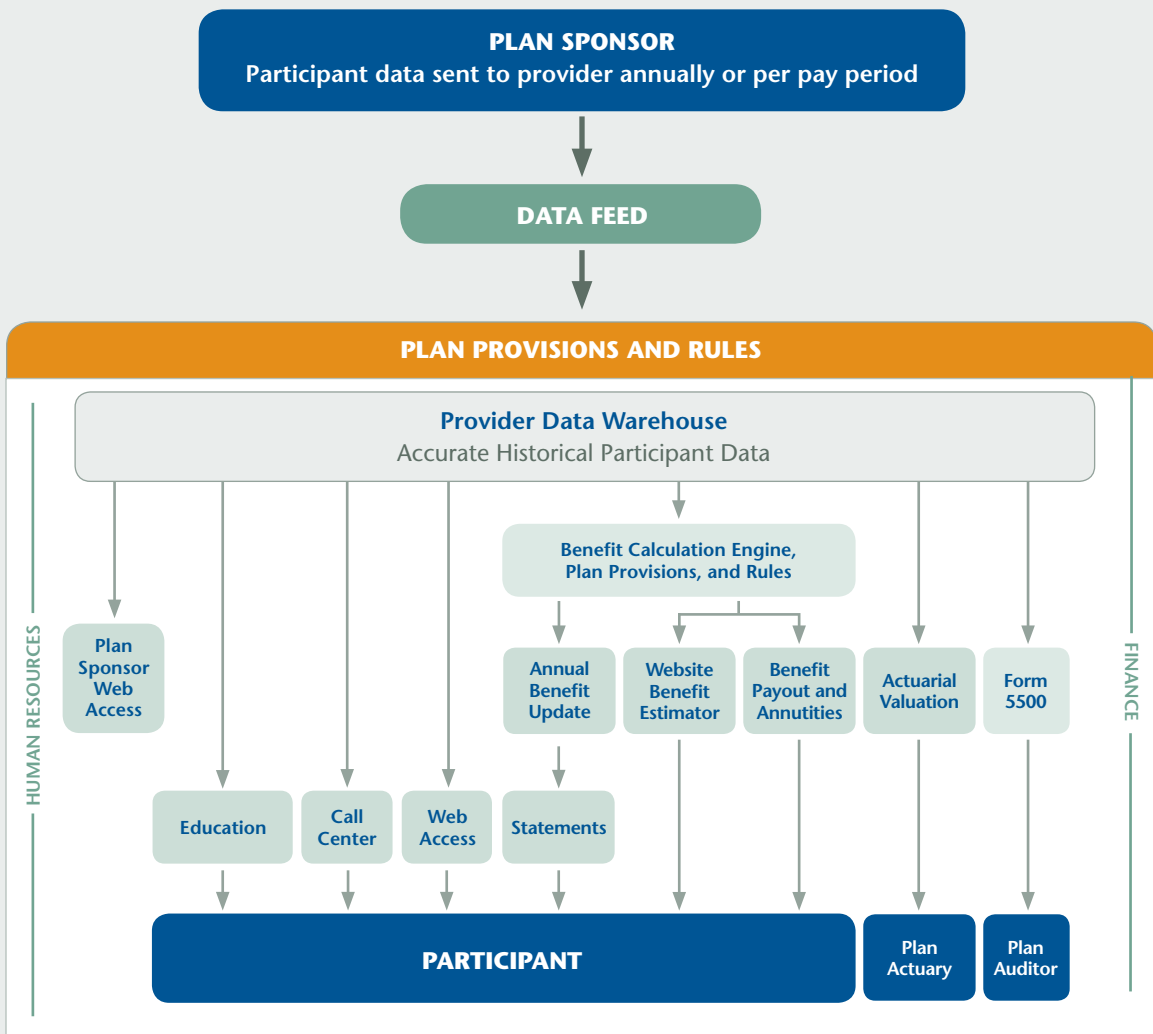 PLAN SPONSOR
Participant data sent to provider annually or per pay period
DATA FEED
PLAN PROVISIONS AND RULES
Provider Data Warehouse
Accurate Historical Participant Data
Benefit Calculation Engine,
Plan Provisions, and Rules
HUMAN RESOURCES
Plan
Sponsor
Web
Access
Annual
Benefit
Update
Website
Benefit
Estimator
Benefit
Payout and
Annutities
Actuarial
Valuation
Form
5500
FINANCE
Education
Call
Center
Web
Access
Statements
PARTICIPANT
Plan
Actuary
Plan
Auditor